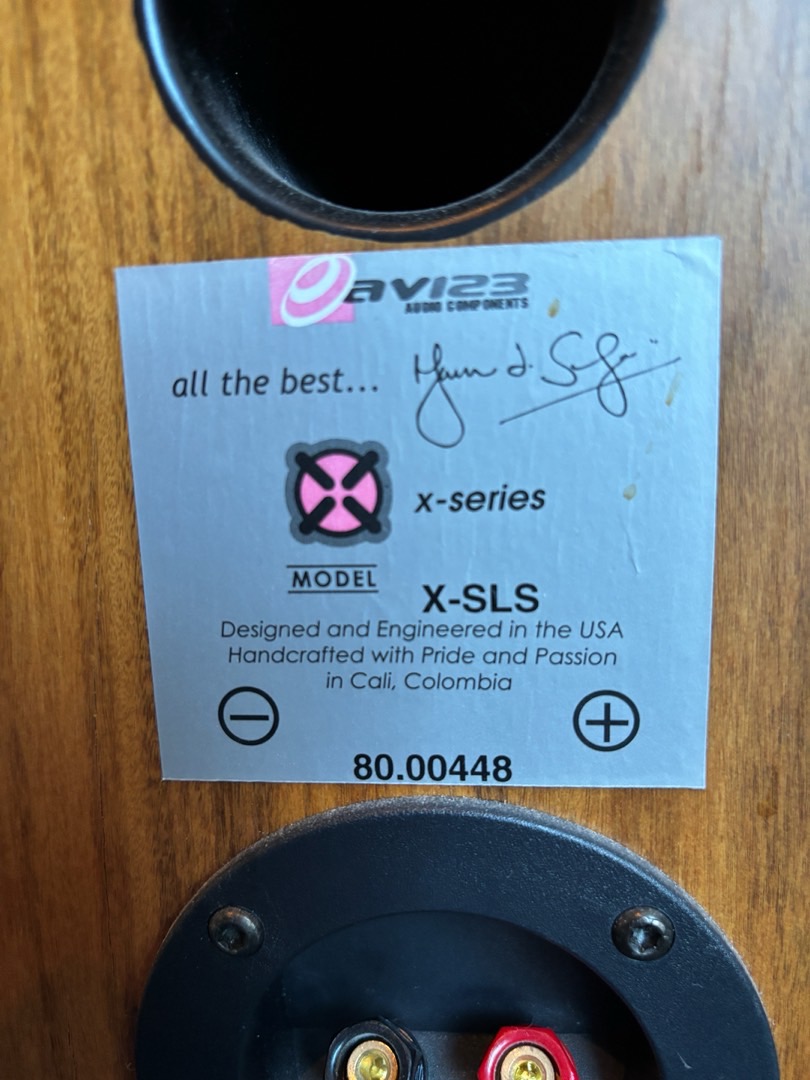 av123
AUDIO COMPONENTS
all the best...
x-series
MODEL
X-SLS
Designed and Engineered in the USA
Handcrafted with Pride and Passion
in Cali, Colombia
80.00448